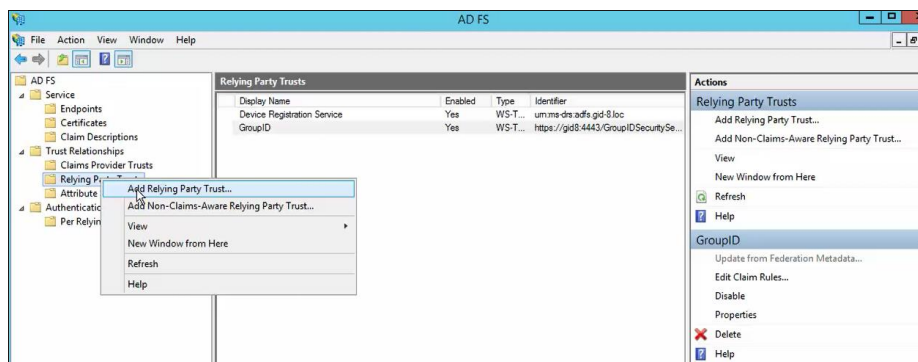 AD FS
File Action View Window Help
AD FS
Service
Endpoints
Certificates
Claim Descriptions
Trust Relationships
Claims Provider Trusts
Relying
Attribute
Per
Add Relying Party Trust...
Add Non-Claims-Aware Relying Party Trust...
View
New Window from Here
Refresh
Help
Relying Party Trusts
Display Name Enabled Type Identifier
Device Registration Service Yes WS-T... urn:ms-drs:adfs.gid-8.loc
GroupID Yes WS-T... https://gid8:4443/GroupIDSecuritySe...
Actions
Relying Party Trusts
Add Relying Party Trust...
Add Non-Claims-Aware Relying Party Trust...
View
New Window from Here
Refresh
Help
GroupID
Update from Federation Metadata...
Edit Claim Rules...
Disable
Properties
Delete
Help